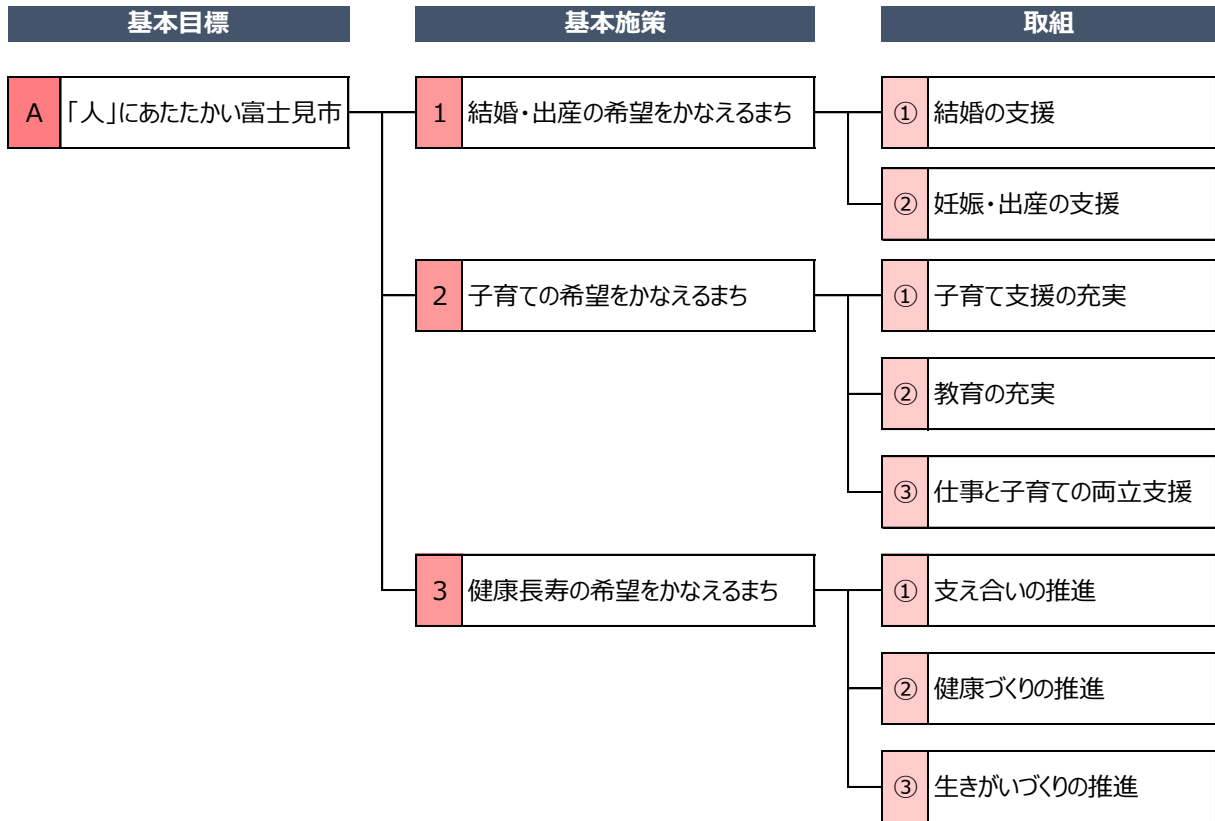 基本目標 基本施策 取組
A 「人」にあたたかい富士見市 1 結婚・出産の希望をかなえるまち ① 結婚の支援
② 妊娠・出産の支援
2 子育ての希望をかなえるまち ① 子育て支援の充実
② 教育の充実
③ 仕事と子育ての両立支援
3 健康長寿の希望をかなえるまち ① 支え合いの推進
② 健康づくりの推進
③ 生きがいづくりの推進